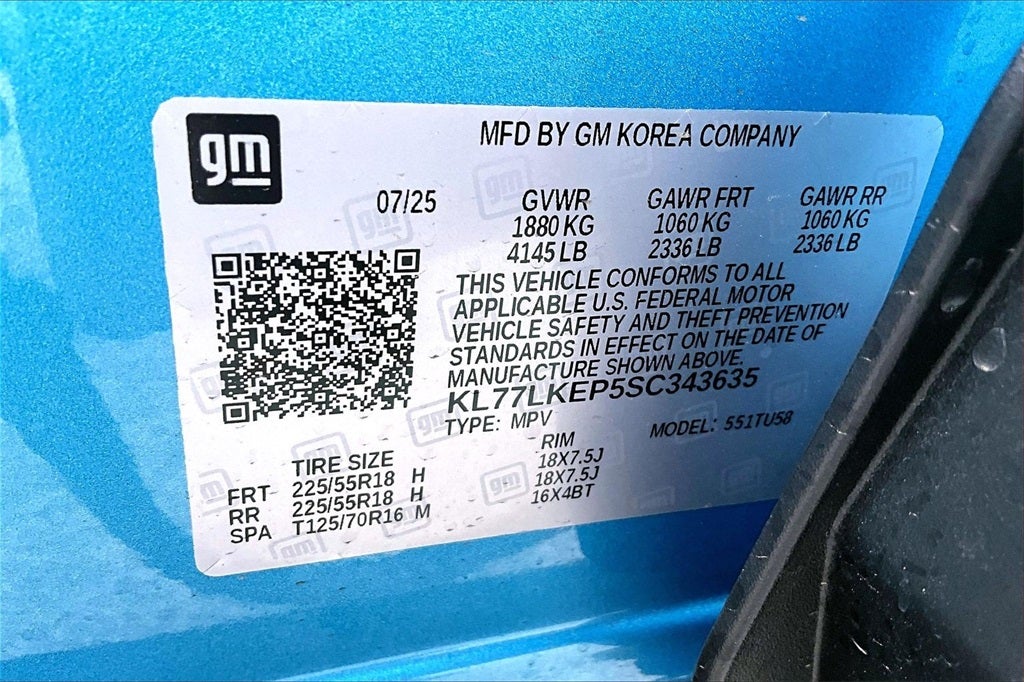 gm
MFD BY GM KOREA COMPANY
07/25 GVWR GAWR FRT GAWR RR
1880 KG 1060 KG 1060 KG
4145 LB 2336 LB 2336 LB
THIS VEHICLE CONFORMS TO ALL
APPLICABLE U.S. FEDERAL MOTOR
VEHICLE SAFETY AND THEFT PREVENTION
STANDARDS IN EFFECT ON THE DATE OF
MANUFACTURE SHOWN ABOVE.
KL77LKEP5SC343635
TYPE: MPV MODEL: 551TU58
TIRE SIZE RIM
FRT 225/55R18 H 18X7.5J
RR 225/55R18 H 18X7.5J
SPA T125/70R16 M 16X4BT